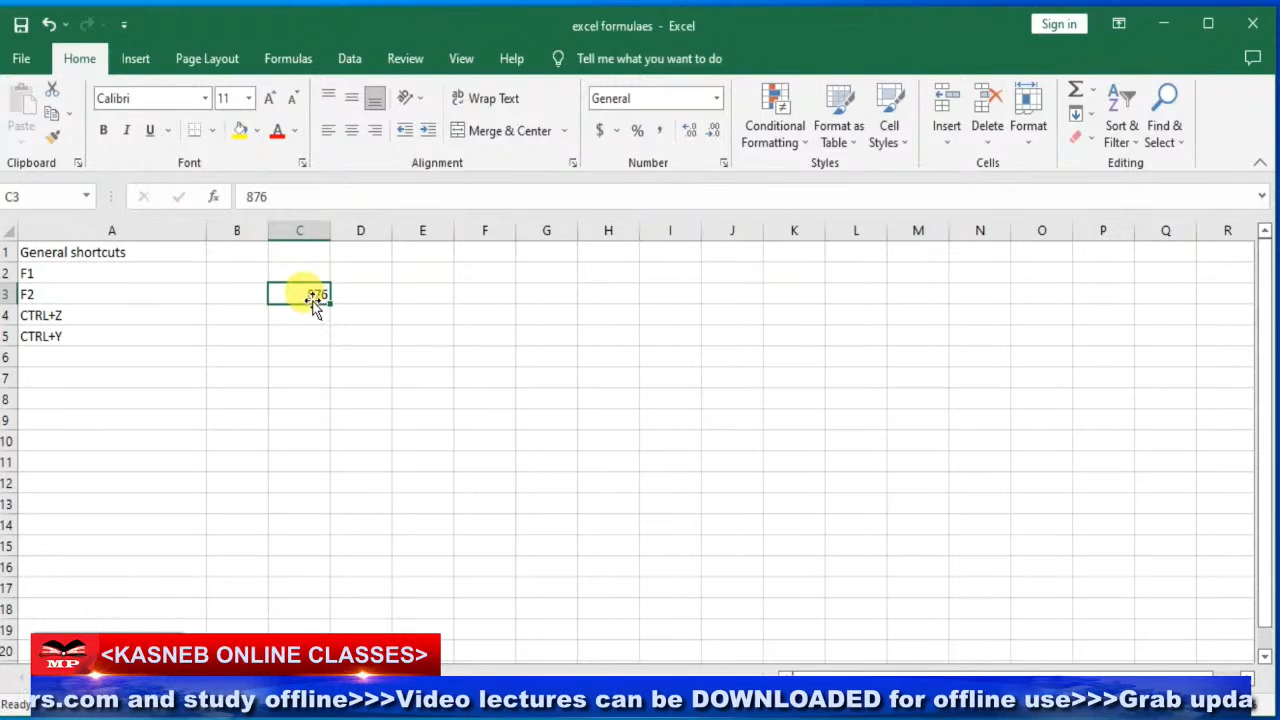 excel formulaes - Excel
Sign in
File Home Insert Page Layout Formulas Data Review View Help Tell me what you want to do
Paste
Calibri 11
B I U A
Wrap Text
Merge & Center
General
$ % ,
Conditional Formatting
Format as Table
Cell Styles
Insert Delete Format
Sort & Filter
Find & Select
Clipboard Font Alignment Number Styles Cells Editing
C3 fx 876
A B C D E F G H I J K L M N O P Q R
1 General shortcuts
2 F1
3 F2 876
4 CTRL+Z
5 CTRL+Y
6
7
8
9
10
11
12
13
14
15
16
17
18
19
20
MP
<KASNEB ONLINE CLASSES>
rs.com and study offline>>>Video lectures can be DOWNLOADED for offline use>>>Grab upda
Ready